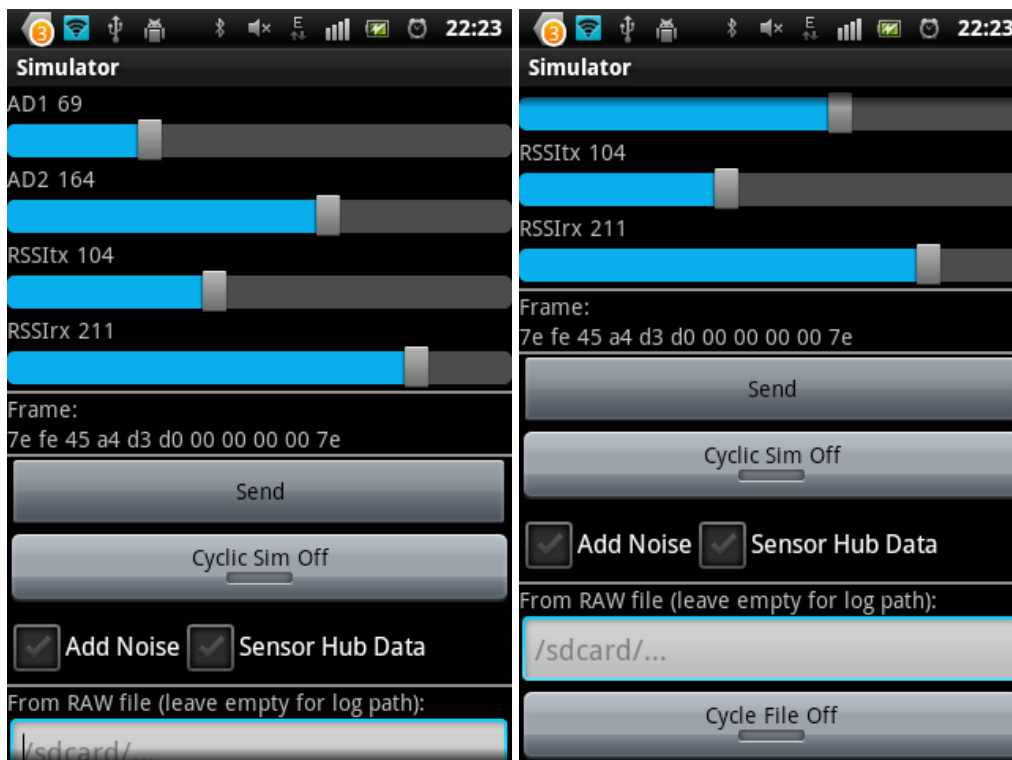 3 E 22:23
Simulator
AD1 69
AD2 164
RSSItx 104
RSSIrx 211
Frame:
7e fe 45 a4 d3 d0 00 00 00 00 7e
Send
Cyclic Sim Off
Add Noise Sensor Hub Data
From RAW file (leave empty for log path):
/sdcard/...
3 E 22:23
Simulator
RSSItx 104
RSSIrx 211
Frame:
7e fe 45 a4 d3 d0 00 00 00 00 7e
Send
Cyclic Sim Off
Add Noise Sensor Hub Data
From RAW file (leave empty for log path):
/sdcard/...
Cycle File Off